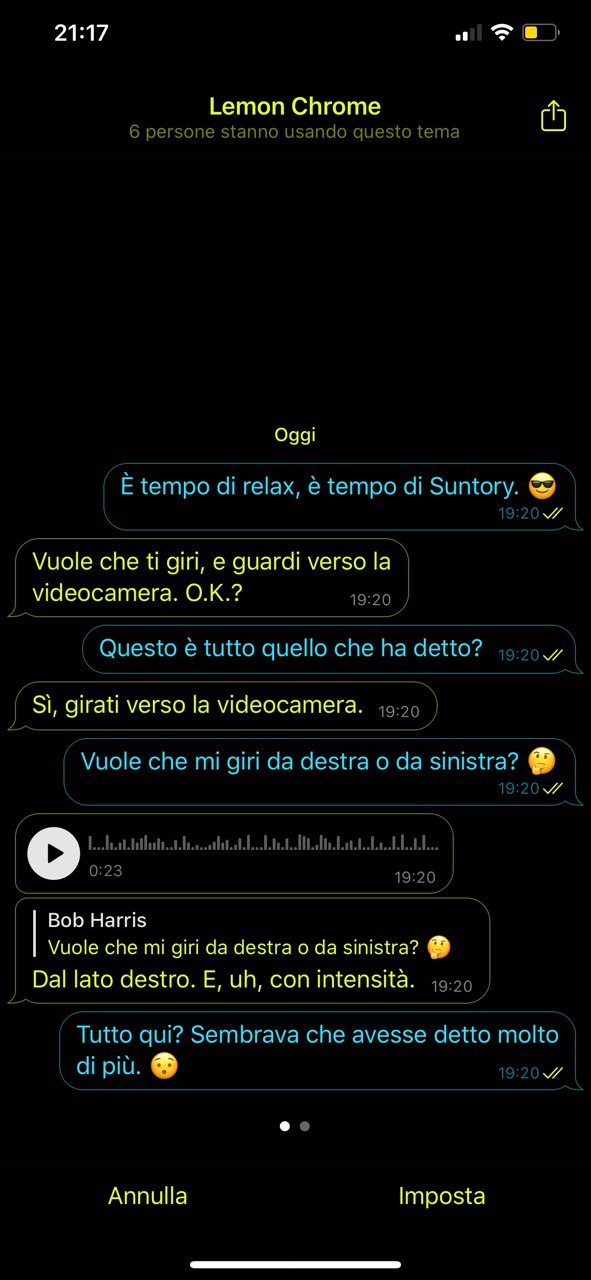 21:17
Lemon Chrome
6 persone stanno usando questo tema
Oggi
È tempo di relax, è tempo di Suntory. 😎
19:20
Vuole che ti giri, e guardi verso la
videocamera. O.K.?
19:20
Questo è tutto quello che ha detto?
19:20
Sì, girati verso la videocamera.
19:20
Vuole che mi giri da destra o da sinistra? 🤔
19:20
0:23
19:20
Bob Harris
Vuole che mi giri da destra o da sinistra? 🤔
Dal lato destro. E, uh, con intensità.
19:20
Tutto qui? Sembrava che avesse detto molto
di più. 😯
19:20
Annulla
Imposta